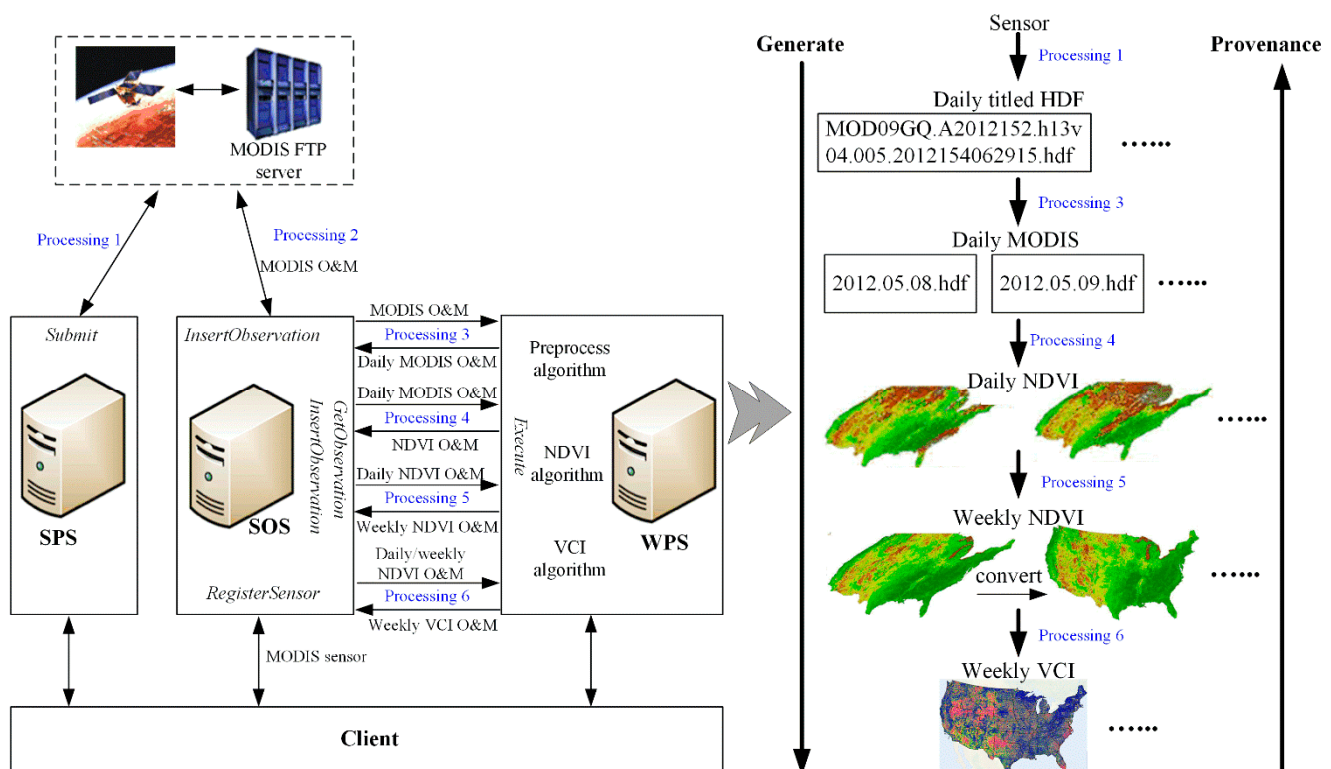 MODIS FTP
server
Processing 1
Processing 2
MODIS O&M
Submit
SPS
InsertObservation
SOS
GetObservation
InsertObservation
RegisterSensor
MODIS O&M
Processing 3
Daily MODIS O&M
Daily MODIS O&M
Processing 4
NDVI O&M
Daily NDVI O&M
Processing 5
Weekly NDVI O&M
Daily/weekly
NDVI O&M
Processing 6
Weekly VCI O&M
Execute
Preprocess
algorithm
NDVI
algorithm
VCI
algorithm
WPS
MODIS sensor
Client
Generate
Sensor
Processing 1
Daily titled HDF
MOD09GQ.A2012152.h13v
04.005.2012154062915.hdf
......
Processing 3
Daily MODIS
2012.05.08.hdf
2012.05.09.hdf
......
Processing 4
Daily NDVI
......
Processing 5
Weekly NDVI
convert
......
Processing 6
Weekly VCI
......
Provenance